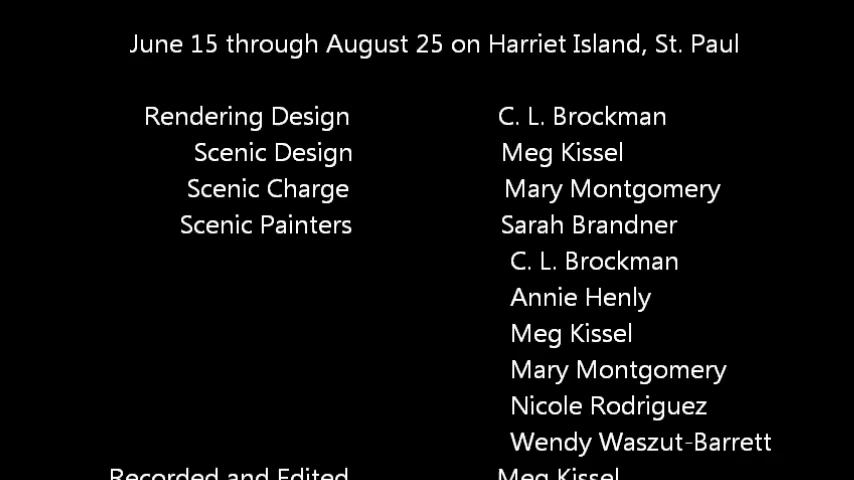 June 15 through August 25 on Harriet Island, St. Paul
Rendering Design C. L. Brockman
Scenic Design Meg Kissel
Scenic Charge Mary Montgomery
Scenic Painters Sarah Brandner
C. L. Brockman
Annie Henly
Meg Kissel
Mary Montgomery
Nicole Rodriguez
Wendy Waszut-Barrett
Recorded and Edited Meg Kissel